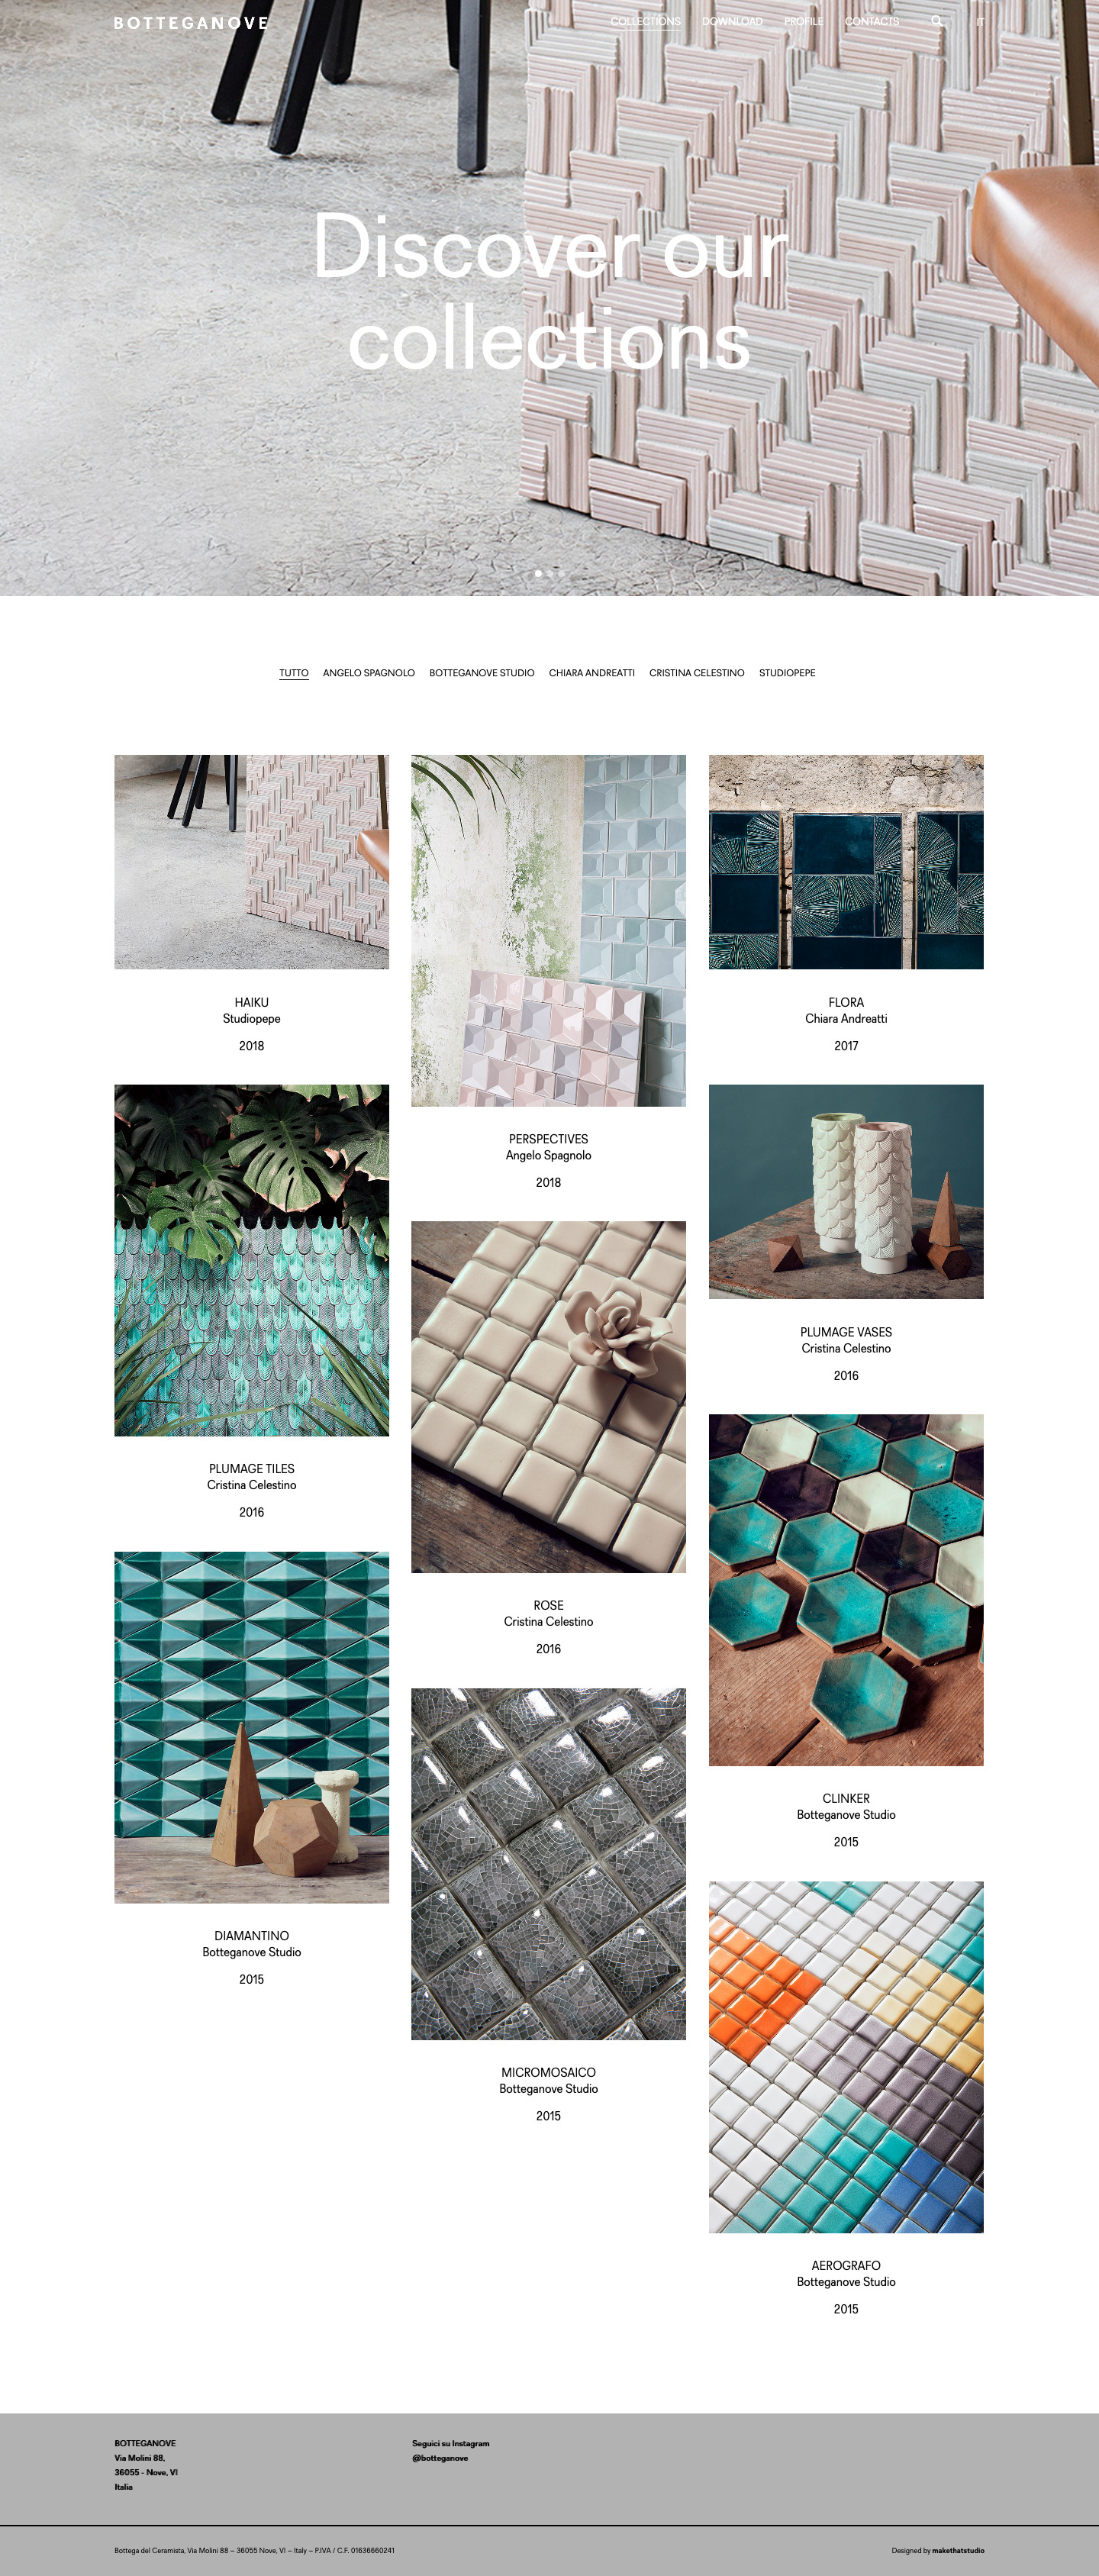 BOTTEGANOVE
COLLECTIONS DOWNLOAD PROFILE CONTACTS IT
Discover our
collections
TUTTO ANGELO SPAGNOLO BOTTEGANOVE STUDIO CHIARA ANDREATTI CRISTINA CELESTINO STUDIOPEPE
HAIKU
Studiopepe
2018
PERSPECTIVES
Angelo Spagnolo
2018
FLORA
Chiara Andreatti
2017
PLUMAGE TILES
Cristina Celestino
2016
ROSE
Cristina Celestino
2016
PLUMAGE VASES
Cristina Celestino
2016
DIAMANTINO
Botteganove Studio
2015
MICROMOSAICO
Botteganove Studio
2015
CLINKER
Botteganove Studio
2015
AEROGRAFO
Botteganove Studio
2015
BOTTEGANOVE
Via Molini 88,
36055 - Nove, VI
Italia
Seguici su Instagram
@botteganove
Bottega del Ceramista, Via Molini 88 – 36055 Nove, VI – Italy – P.IVA / C.F. 01636660241
Designed by makethatstudio